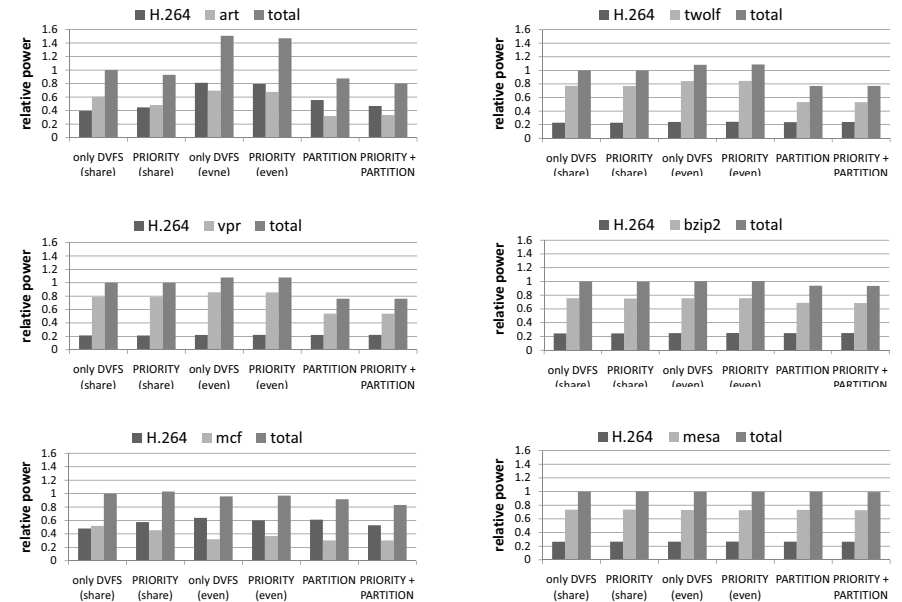 H.264 art total
relative power
1.6
1.4
1.2
1
0.8
0.6
0.4
0.2
0
only DVFS PRIORITY only DVFS PRIORITY PARTITION PRIORITY +
(share) (share) (evne) (even) PARTITION
H.264 twolf total
relative power
1.6
1.4
1.2
1
0.8
0.6
0.4
0.2
0
only DVFS PRIORITY only DVFS PRIORITY PARTITION PRIORITY +
(share) (share) (even) (even) PARTITION
H.264 vpr total
relative power
1.6
1.4
1.2
1
0.8
0.6
0.4
0.2
0
only DVFS PRIORITY only DVFS PRIORITY PARTITION PRIORITY +
(share) (share) (even) (even) PARTITION
H.264 bzip2 total
relative power
1.6
1.4
1.2
1
0.8
0.6
0.4
0.2
0
only DVFS PRIORITY only DVFS PRIORITY PARTITION PRIORITY +
(share) (share) (even) (even) PARTITION
H.264 mcf total
relative power
1.6
1.4
1.2
1
0.8
0.6
0.4
0.2
0
only DVFS PRIORITY only DVFS PRIORITY PARTITION PRIORITY +
(share) (share) (even) (even) PARTITION
H.264 mesa total
relative power
1.6
1.4
1.2
1
0.8
0.6
0.4
0.2
0
only DVFS PRIORITY only DVFS PRIORITY PARTITION PRIORITY +
(share) (share) (even) (even) PARTITION